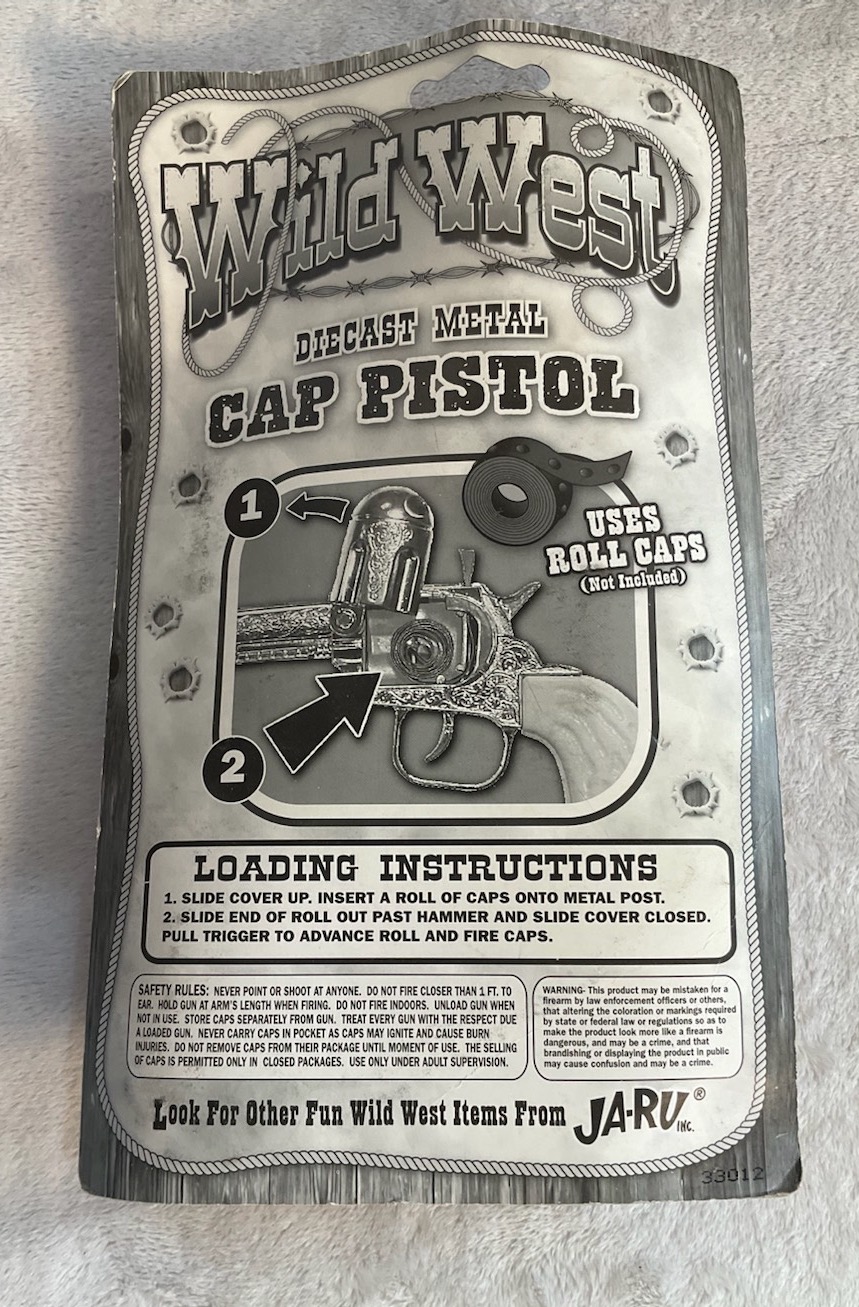 Wild West
DIECAST METAL
CAP PISTOL
1
USES
ROLL CAPS
(Not Included)
2
LOADING INSTRUCTIONS
1. SLIDE COVER UP. INSERT A ROLL OF CAPS ONTO METAL POST.
2. SLIDE END OF ROLL OUT PAST HAMMER AND SLIDE COVER CLOSED.
PULL TRIGGER TO ADVANCE ROLL AND FIRE CAPS.
SAFETY RULES: NEVER POINT OR SHOOT AT ANYONE. DO NOT FIRE CLOSER THAN 1 FT. TO
EAR. HOLD GUN AT ARM'S LENGTH WHEN FIRING. DO NOT FIRE INDOORS. UNLOAD GUN WHEN
NOT IN USE. STORE CAPS SEPARATELY FROM GUN. TREAT EVERY GUN WITH THE RESPECT DUE
A LOADED GUN. NEVER CARRY CAPS IN POCKET AS CAPS MAY IGNITE AND CAUSE BURN
INJURIES. DO NOT REMOVE CAPS FROM THEIR PACKAGE UNTIL MOMENT OF USE. THE SELLING
OF CAPS IS PERMITTED ONLY IN CLOSED PACKAGES. USE ONLY UNDER ADULT SUPERVISION.
WARNING- This product may be mistaken for a
firearm by law enforcement officers or others,
that altering the coloration or markings required
by state or federal law or regulations so as to
make the product look more like a firearm is
dangerous, and may be a crime, and that
brandishing or displaying the product in public
may cause confusion and may be a crime.
Look For Other Fun Wild West Items From JA-RU® INC.
33012